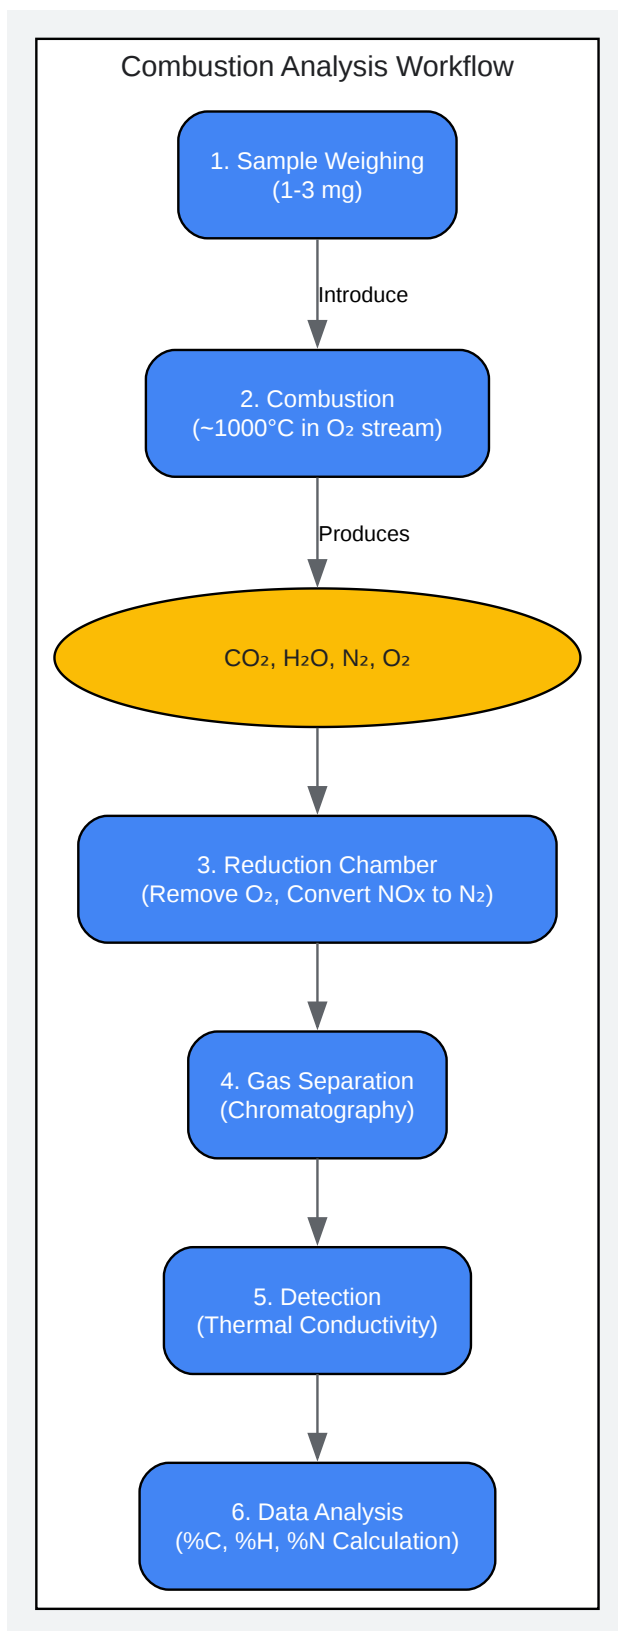 Combustion Analysis Workflow
1. Sample Weighing
(1-3 mg)
Introduce
2. Combustion
(~1000°C in O₂ stream)
Produces
CO₂, H₂O, N₂, O₂
3. Reduction Chamber
(Remove O₂, Convert NOx to N₂)
4. Gas Separation
(Chromatography)
5. Detection
(Thermal Conductivity)
6. Data Analysis
(%C, %H, %N Calculation)